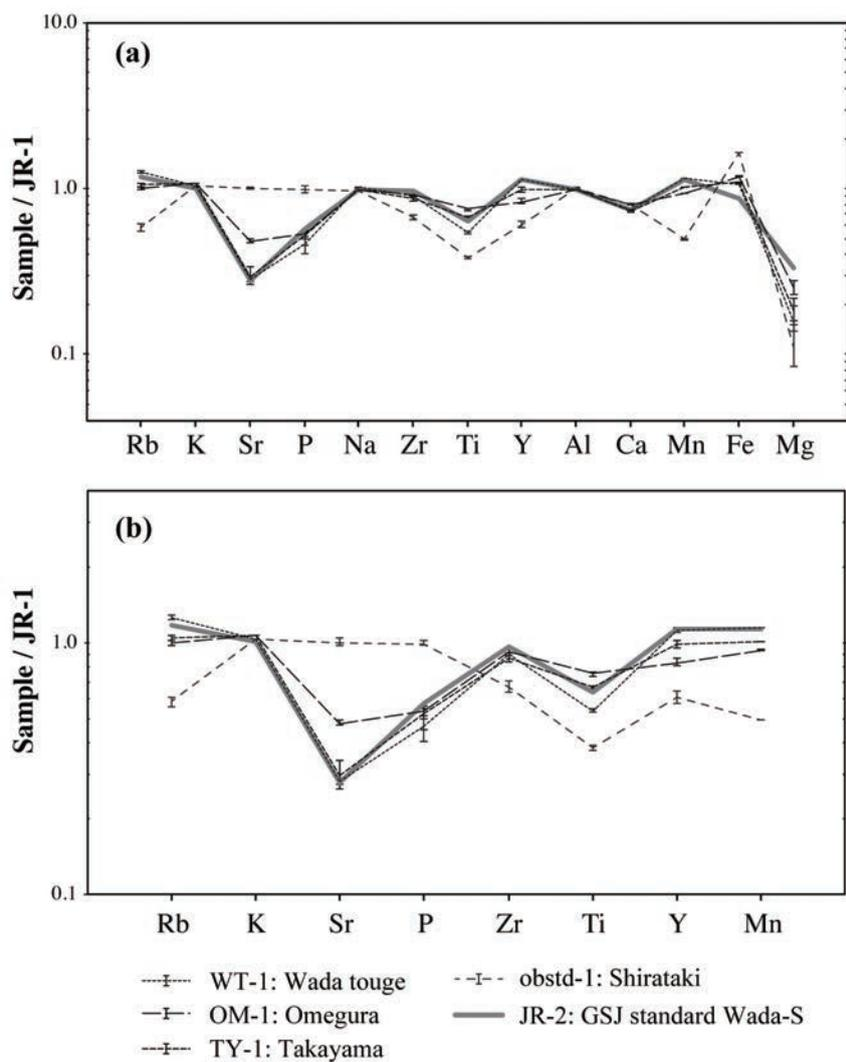 (a)
Sample / JR-1
10.0
1.0
0.1
Rb K Sr P Na Zr Ti Y Al Ca Mn Fe Mg
(b)
Sample / JR-1
1.0
0.1
Rb K Sr P Zr Ti Y Mn
WT-1: Wada touge
OM-1: Omegura
TY-1: Takayama
obstd-1: Shirataki
JR-2: GSJ standard Wada-S